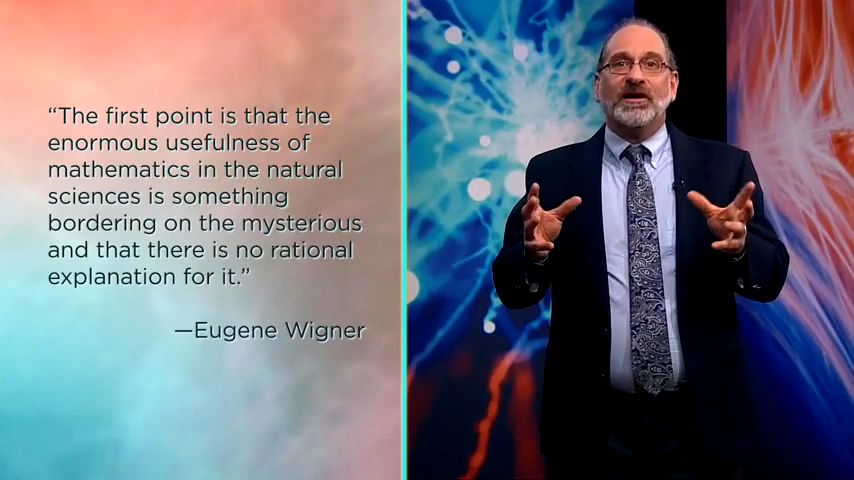 “The first point is that the
enormous usefulness of
mathematics in the natural
sciences is something
bordering on the mysterious
and that there is no rational
explanation for it.”
—Eugene Wigner